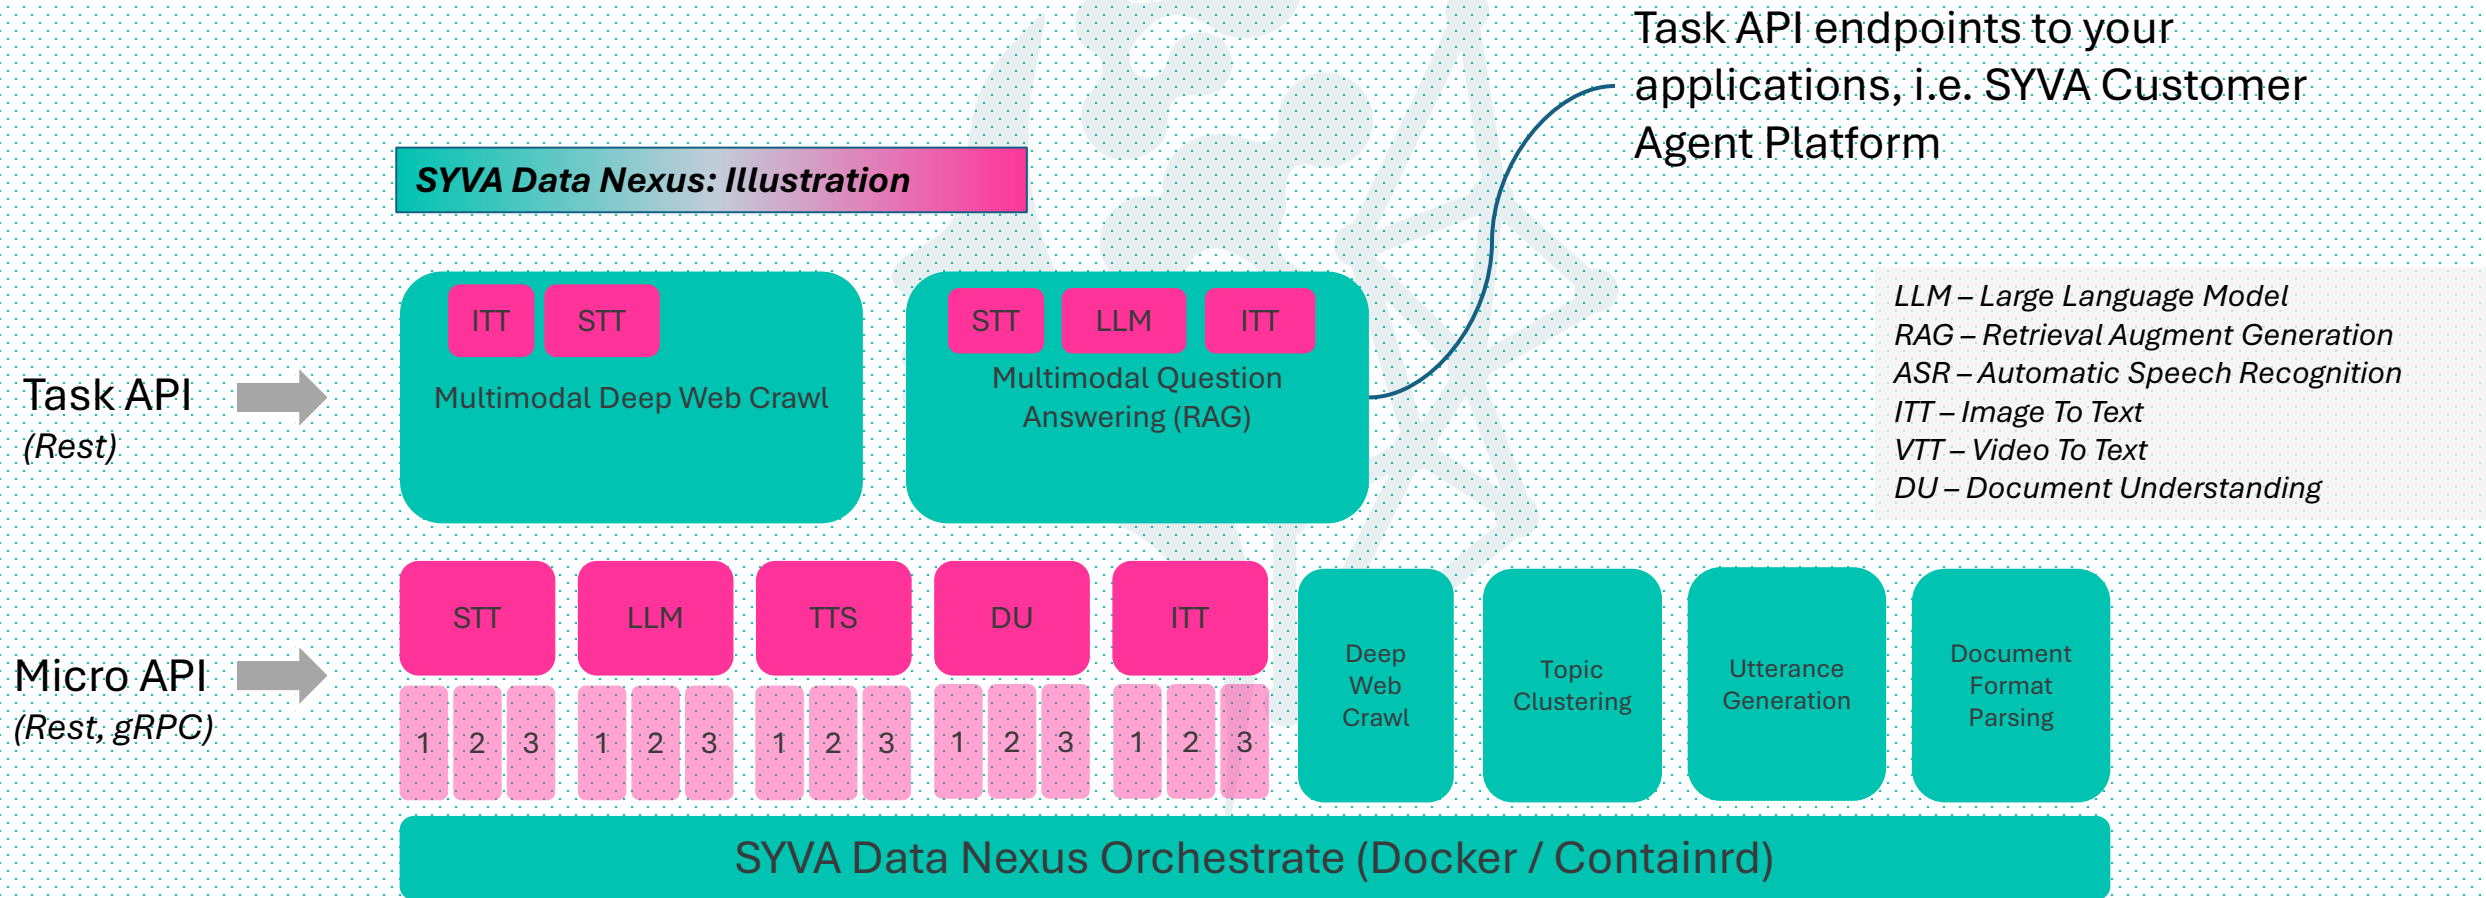 Task API endpoints to your
applications, i.e. SYVA Customer
Agent Platform
SYVA Data Nexus: Illustration
ITT
STT
Multimodal Deep Web Crawl
STT
LLM
ITT
Multimodal Question
Answering (RAG)
LLM – Large Language Model
RAG – Retrieval Augment Generation
ASR – Automatic Speech Recognition
ITT – Image To Text
VTT – Video To Text
DU – Document Understanding
Task API
(Rest)
Micro API
(Rest, gRPC)
STT
LLM
TTS
DU
ITT
1 2 3
1 2 3
1 2 3
1 2 3
1 2 3
Deep
Web
Crawl
Topic
Clustering
Utterance
Generation
Document
Format
Parsing
SYVA Data Nexus Orchestrate (Docker / Containrd)